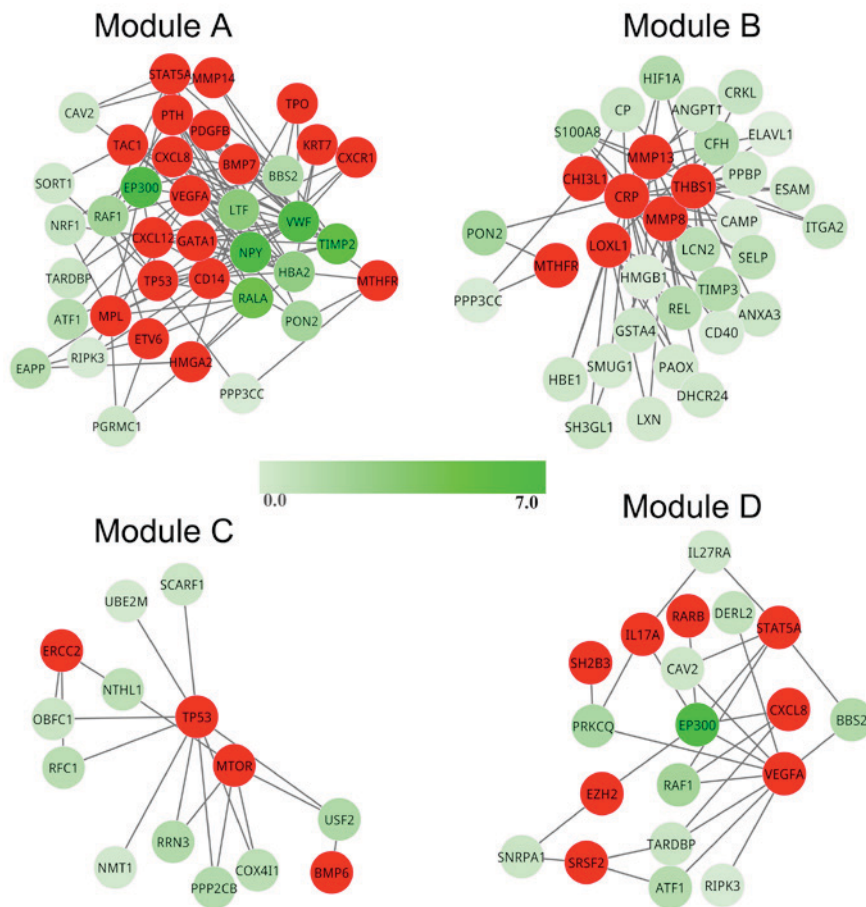 Module A
Module B
STAT5A
MMP14
CAV2
PTH
PDGFB
TPO
TAC1
CXCL8
BMP7
KRT7
CXCR1
SORT1
EP300
VEGFA
BBS2
NRF1
RAF1
LTF
VWF
TIMP2
CXCL12
GATA1
NPY
TARDBP
TP53
CD14
HBA2
MTHFR
ATF1
MPL
RALA
PON2
EAPP
RIPK3
ETV6
HMGA2
PPP3CC
PGRMC1
HIF1A
CRKL
CP
ANGPT1
S100A8
CFH
ELAVL1
MMP13
CHI3L1
THBS1
PPBP
ESAM
CRP
MMP8
CAMP
ITGA2
PON2
LOXL1
LCN2
SELP
MTHFR
HMGB1
TIMP3
PPP3CC
REL
ANXA3
GSTA4
CD40
HBE1
SMUG1
PAOX
DHCR24
SH3GL1
LXN
0.0
7.0
Module C
Module D
SCARF1
UBE2M
ERCC2
NTHL1
OBFC1
TP53
RFC1
MTOR
USF2
RRN3
NMT1
COX4I1
BMP6
PPP2CB
IL27RA
RARB
DERL2
IL17A
STAT5A
SH2B3
CAV2
CXCL8
PRKCQ
EP300
BBS2
EZH2
RAF1
VEGFA
SNRPA1
TARDBP
SRSF2
ATF1
RIPK3